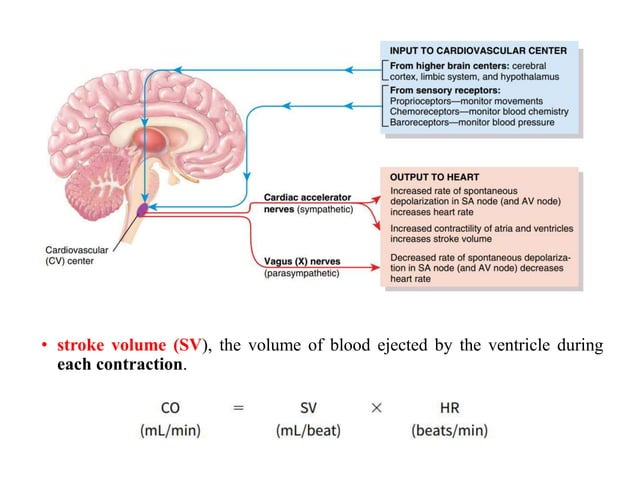 INPUT TO CARDIOVASCULAR CENTER
From higher brain centers: cerebral
cortex, limbic system, and hypothalamus
From sensory receptors:
Proprioceptors—monitor movements
Chemoreceptors—monitor blood chemistry
Baroreceptors—monitor blood pressure
OUTPUT TO HEART
Increased rate of spontaneous
depolarization in SA node (and AV node)
increases heart rate
Cardiac accelerator
nerves (sympathetic)
Increased contractility of atria and ventricles
increases stroke volume
Cardiovascular
(CV) center
Vagus (X) nerves
(parasympathetic)
Decreased rate of spontaneous depolariza-
tion in SA node (and AV node) decreases
heart rate
• stroke volume (SV), the volume of blood ejected by the ventricle during
each contraction.
CO = SV × HR
(mL/min) (mL/beat) (beats/min)